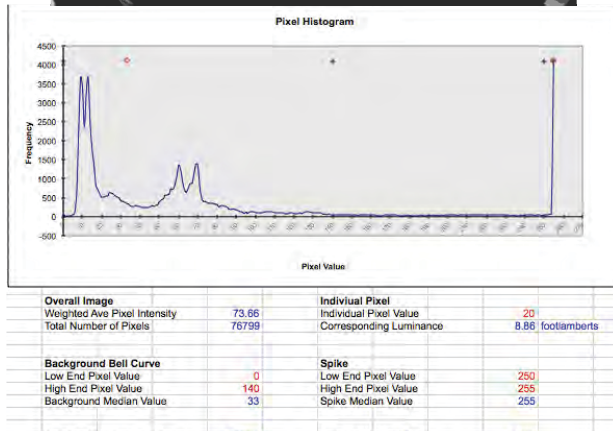 Pixel Histogram
4500
4000
3500
3000
2500
2000
1500
1000
500
0
-500
Frequency
Pixel Value
Overall Image Indiviual Pixel
Weighted Ave Pixel Intensity 73.66 Individual Pixel Value 20
Total Number of Pixels 76799 Corresponding Luminance 8.86 footlamberts
Background Bell Curve Spike
Low End Pixel Value 0 Low End Pixel Value 250
High End Pixel Value 140 High End Pixel Value 255
Background Median Value 33 Spike Median Value 255